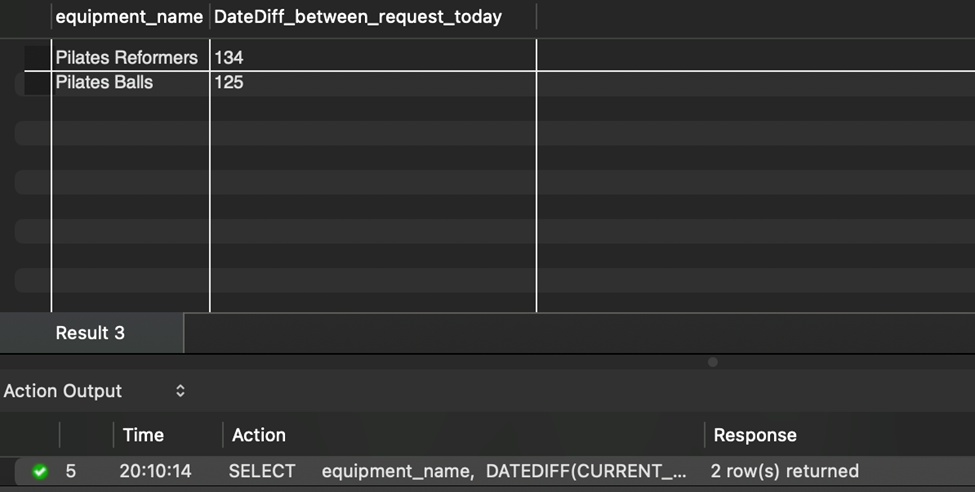 equipment_name DateDiff_between_request_today
Pilates Reformers 134
Pilates Balls 125
Result 3
Action Output
Time Action Response
5 20:10:14 SELECT equipment_name, DATEDIFF(CURRENT_... 2 row(s) returned